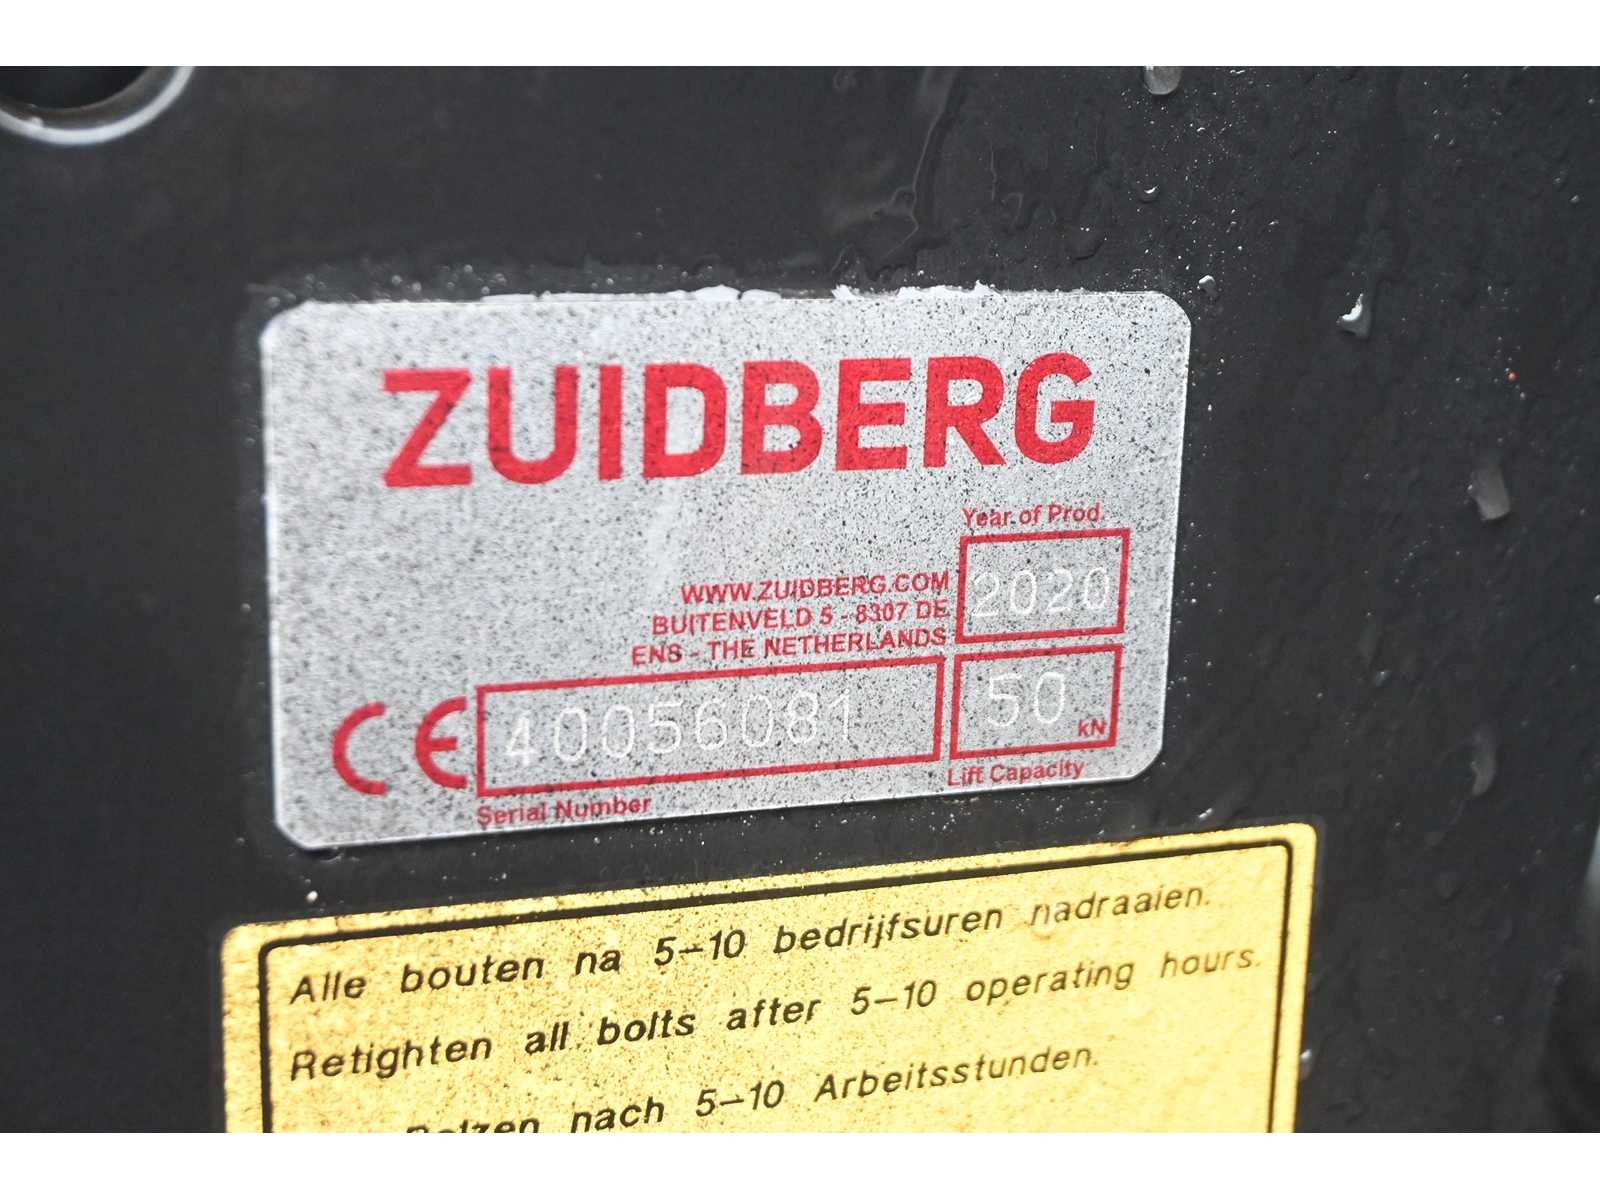 ZUIDBERG
Year of Prod.
WWW.ZUIDBERG.COM
BUITENVELD 5 - 8307 DE
ENS - THE NETHERLANDS
2020
CE
40056081
50
kN
Serial Number
Lift Capacity
Alle bouten na 5-10 bedrijfsuren nadraaien.
Retighten all bolts after 5-10 operating hours.
Bolzen nach 5-10 Arbeitsstunden.